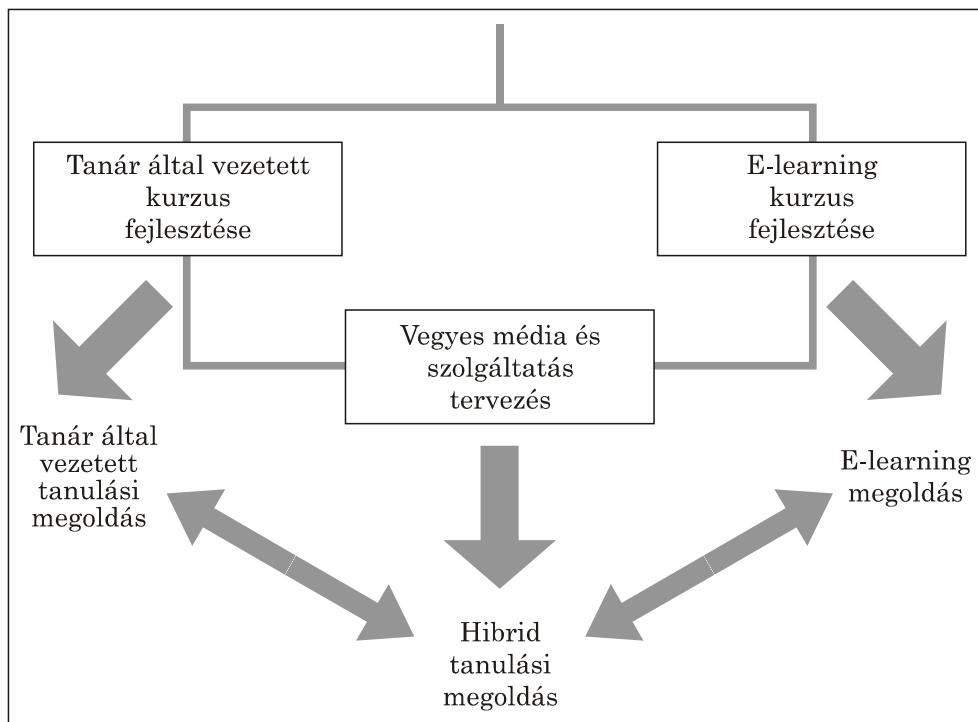 Tanár által vezetett
kurzus
fejlesztése
E-learning
kurzus
fejlesztése
Vegyes média és
szolgáltatás
tervezés
Tanár által
vezetett
tanulási
megoldás
E-learning
megoldás
Hibrid
tanulási
megoldás